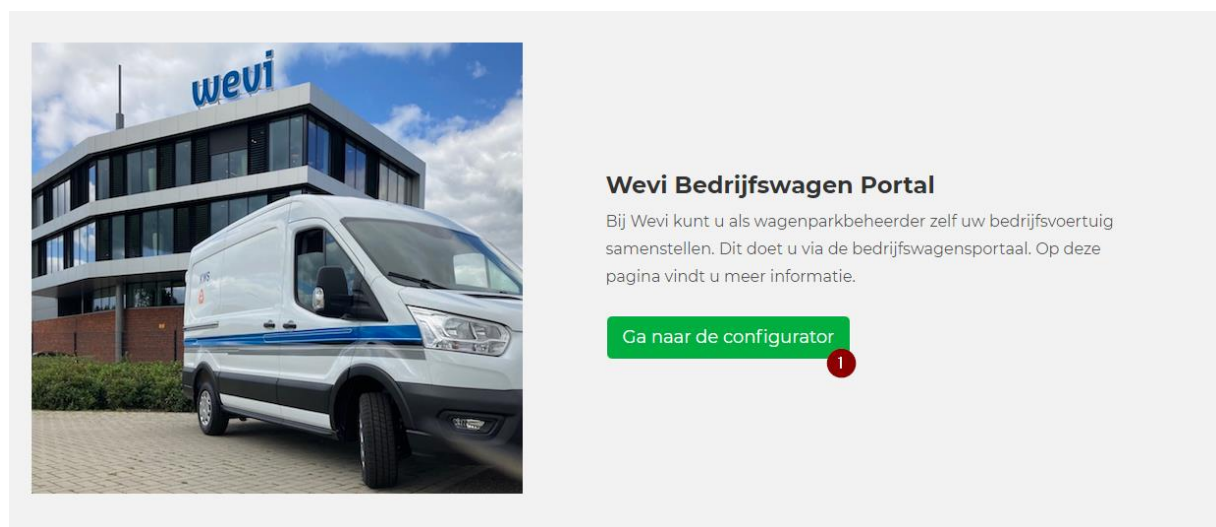 wevi
KWS
Wevi Bedrijfswagen Portal
Bij Wevi kunt u als wagenparkbeheerder zelf uw bedrijfsvoertuig
samenstellen. Dit doet u via de bedrijfswagensportaal. Op deze
pagina vindt u meer informatie.
Ga naar de configurator
1